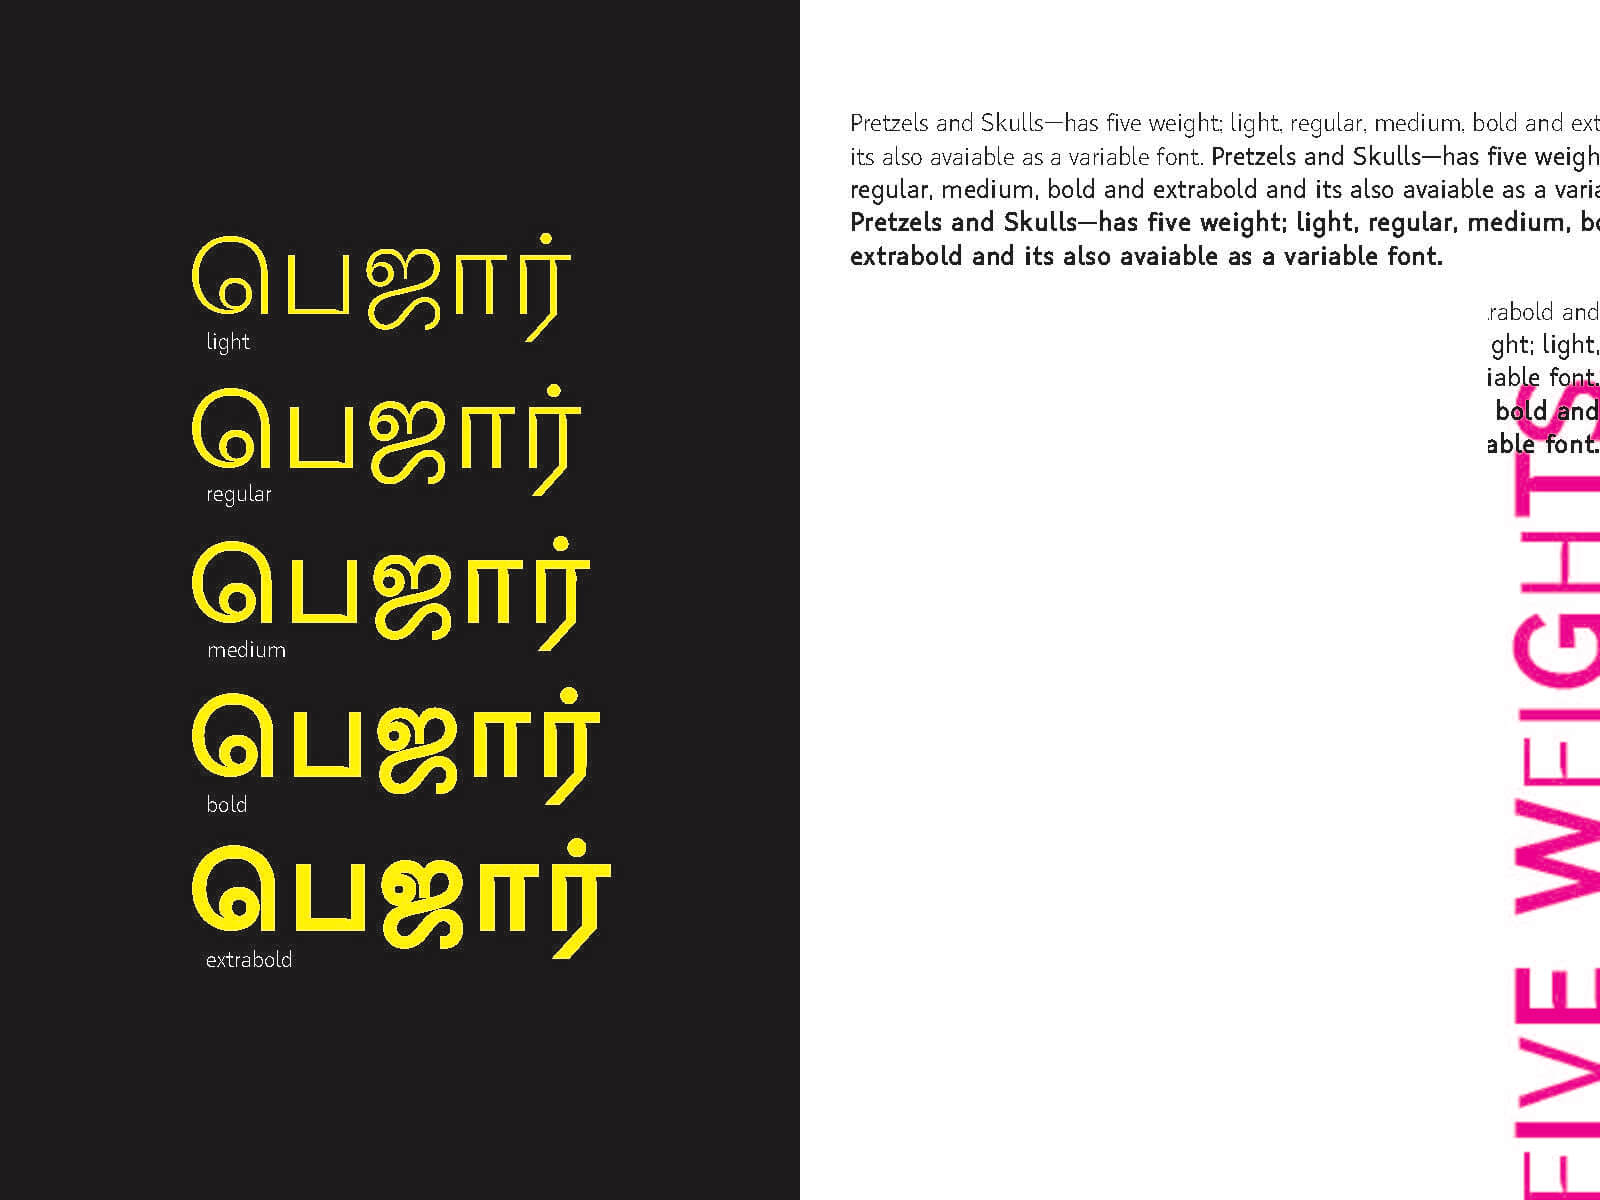 பெஜார்
light
பெஜார்
regular
பெஜார்
medium
பெஜார்
bold
பெஜார்
extrabold
Pretzels and Skulls—has five weight; light, regular, medium, bold and ext
its also avaiable as a variable font. Pretzels and Skulls—has five weigh
regular, medium, bold and extrabold and its also avaiable as a varia
Pretzels and Skulls—has five weight; light, regular, medium, bo
extrabold and its also avaiable as a variable font.
rabold and
ght; light,
iable font.
bold and
able font.
FIVE WEIGHTS